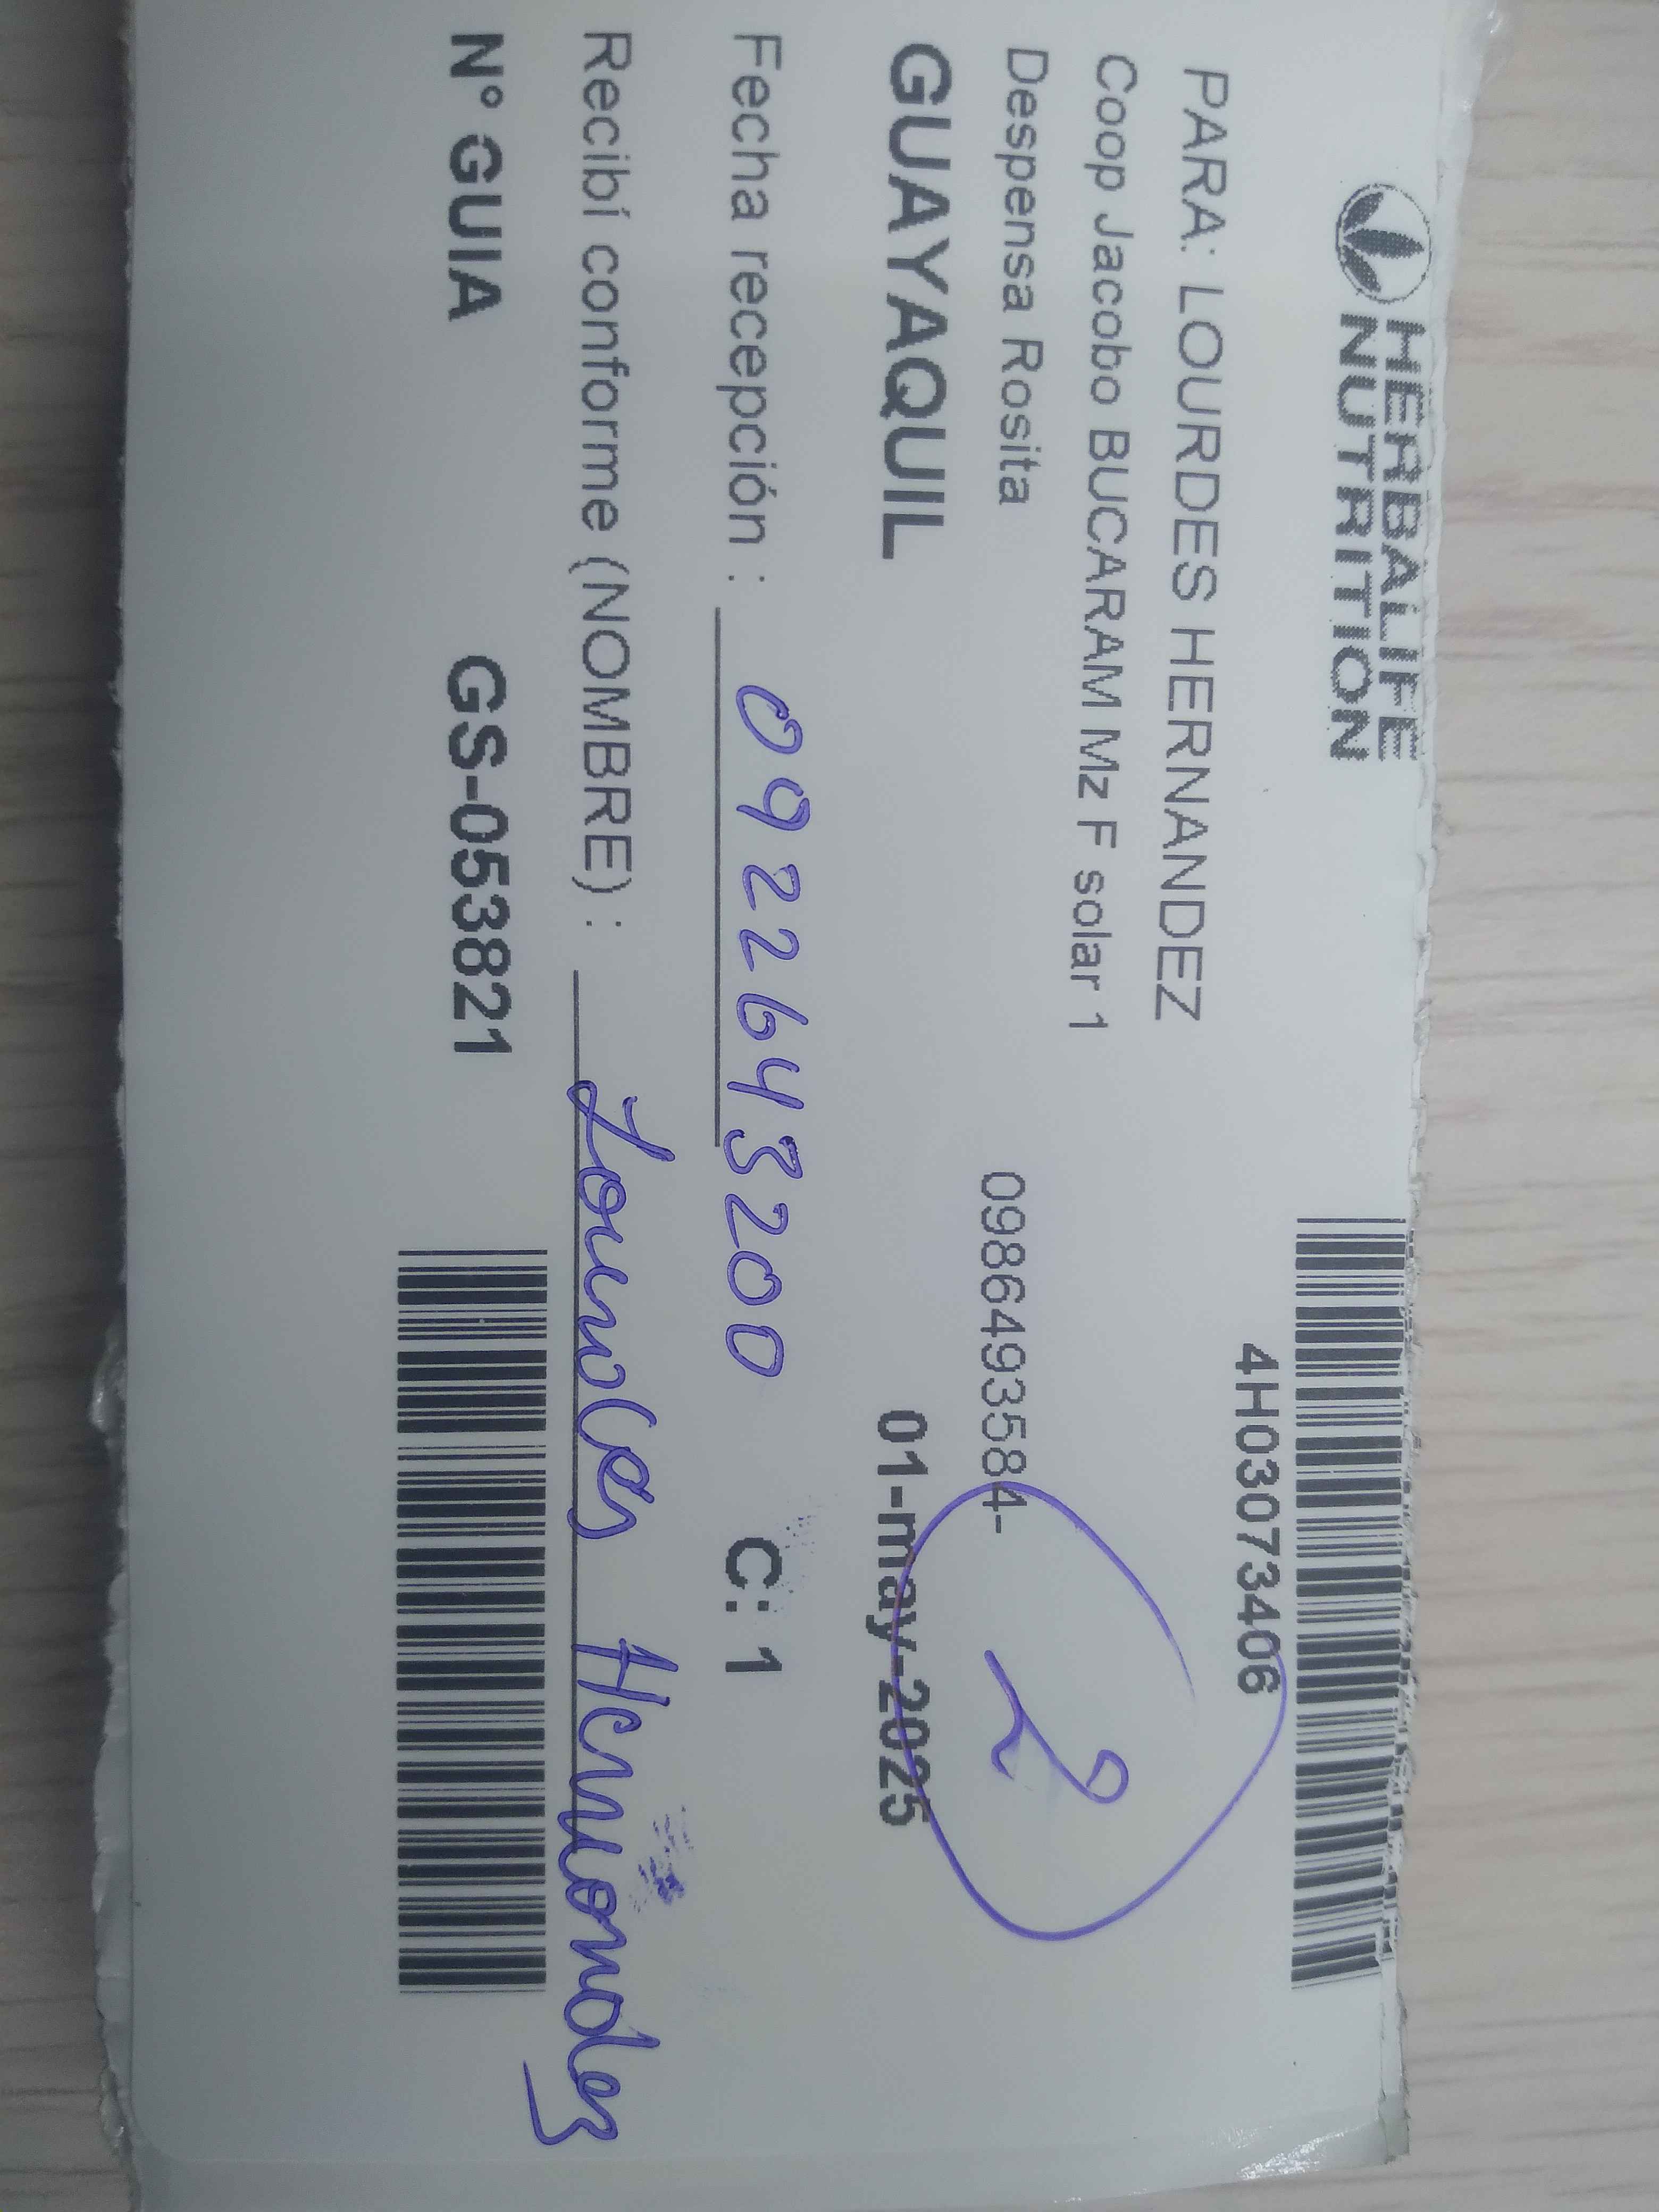 HERBALIFE
NUTRITION
4H03073406
PARA: LOURDES HERNANDEZ
Coop Jacobo BUCARAM Mz F solar 1
Despensa Rosita
0986493584-
2
GUAYAQUIL
01-may-2025
Fecha recepción : 0922643200 C: 1
Recibí conforme (NOMBRE) : Lourdes Hernandez
N° GUIA GS-053821